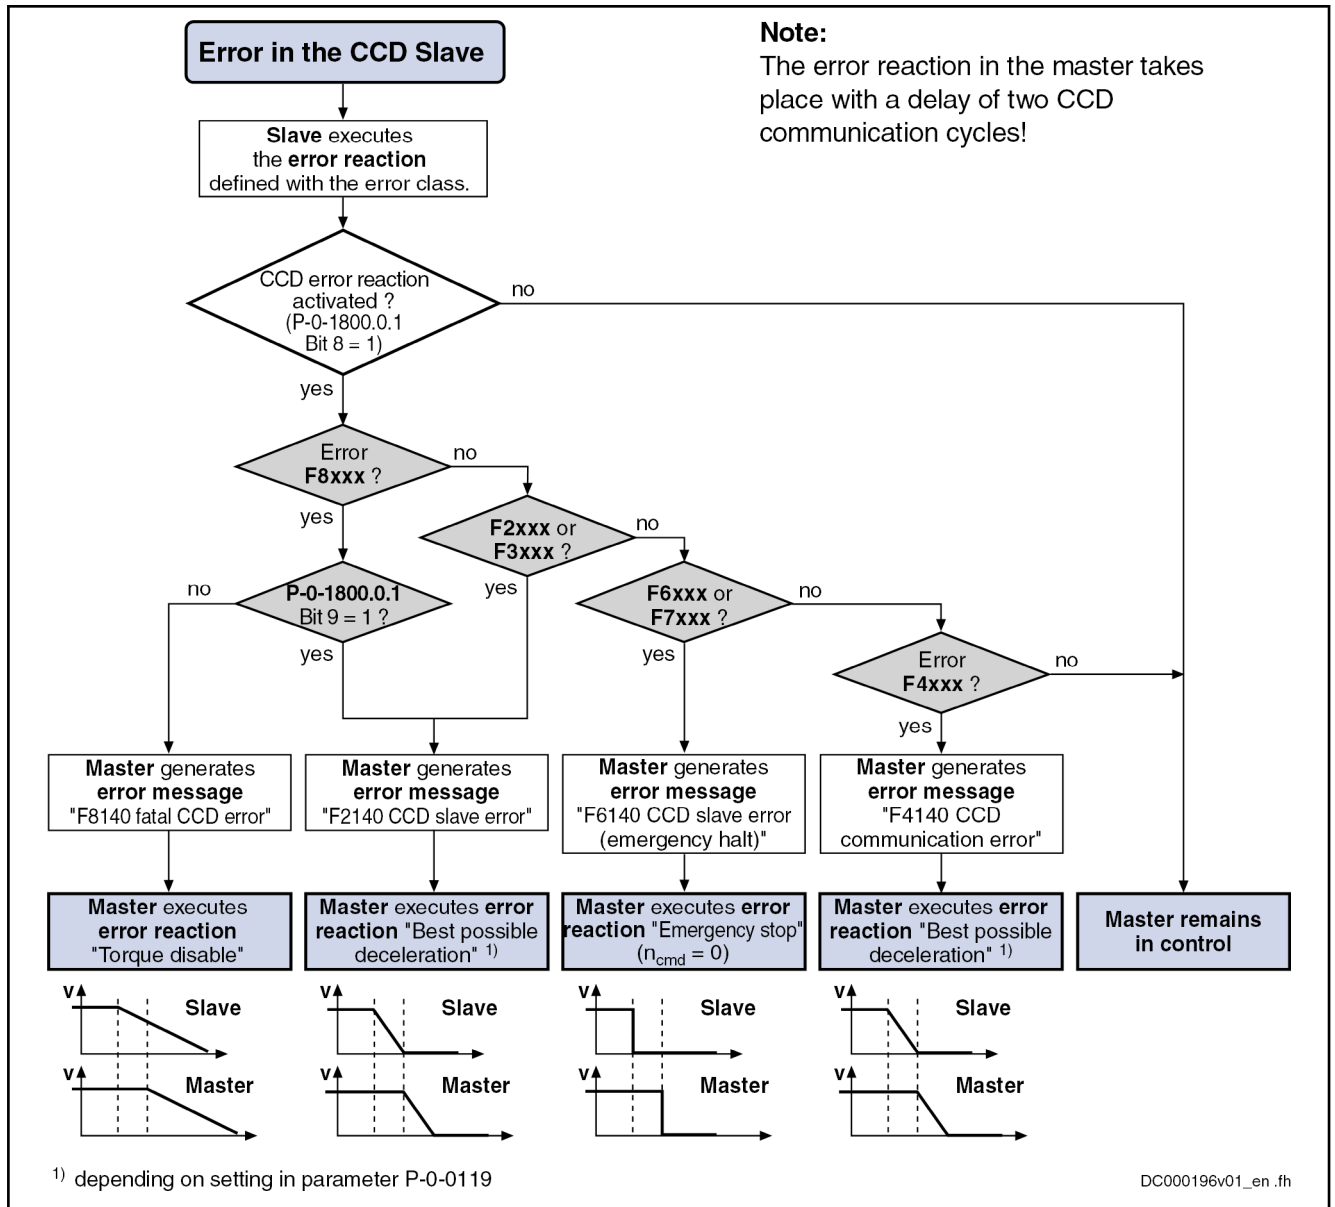 Error in the CCD Slave
Note:
The error reaction in the master takes
place with a delay of two CCD
communication cycles!
Slave executes
the error reaction
defined with the error class.
CCD error reaction
activated ?
(P-0-1800.0.1
Bit 8 = 1)
no
yes
Error
F8xxx ?
no
yes
F2xxx or
F3xxx ?
no
yes
P-0-1800.0.1
Bit 9 = 1 ?
no
yes
F6xxx or
F7xxx ?
no
yes
Error
F4xxx ?
no
yes
Master generates
error message
"F8140 fatal CCD error"
Master generates
error message
"F2140 CCD slave error"
Master generates
error message
"F6140 CCD slave error
(emergency halt)"
Master generates
error message
"F4140 CCD
communication error"
Master executes
error reaction
"Torque disable"
Master executes error
reaction "Best possible
deceleration" 1)
Master executes error
reaction "Emergency stop"
(ncmd = 0)
Master executes error
reaction "Best possible
deceleration" 1)
Master remains
in control
v
Slave
v
Master
v
Slave
v
Master
v
Slave
v
Master
v
Slave
v
Master
1) depending on setting in parameter P-0-0119
DC000196v01_en .fh